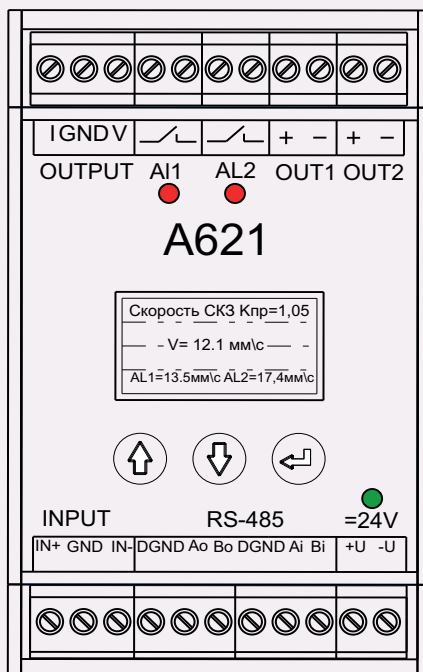 I GND V + − + −
OUTPUT AI1 AL2 OUT1 OUT2
A621
Скорость СКЗ Кпр=1,05
V= 12.1 мм\с
AL1=13.5мм\с AL2=17,4мм\с
INPUT RS-485 =24V
IN+ GND IN- DGND Ao Bo DGND Ai Bi +U -U